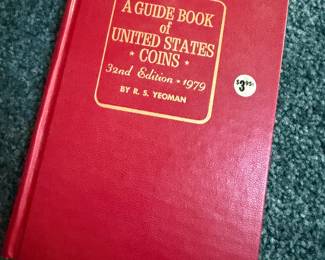 A GUIDE BOOK
of
UNITED STATES
★ COINS ★
32nd Edition ★ 1979
BY R. S. YEOMAN
$3.95